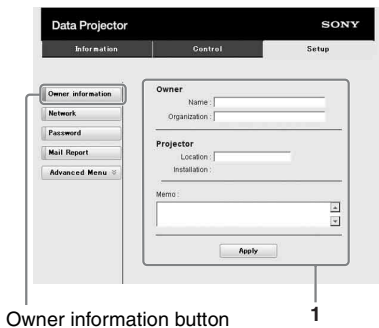 Data Projector
SONY
Information Control Setup
Owner information
Network
Password
Mail Report
Advanced Menu
Owner
Name :
Organization :
Projector
Location :
Installation :
Memo :
Apply
Owner information button
1